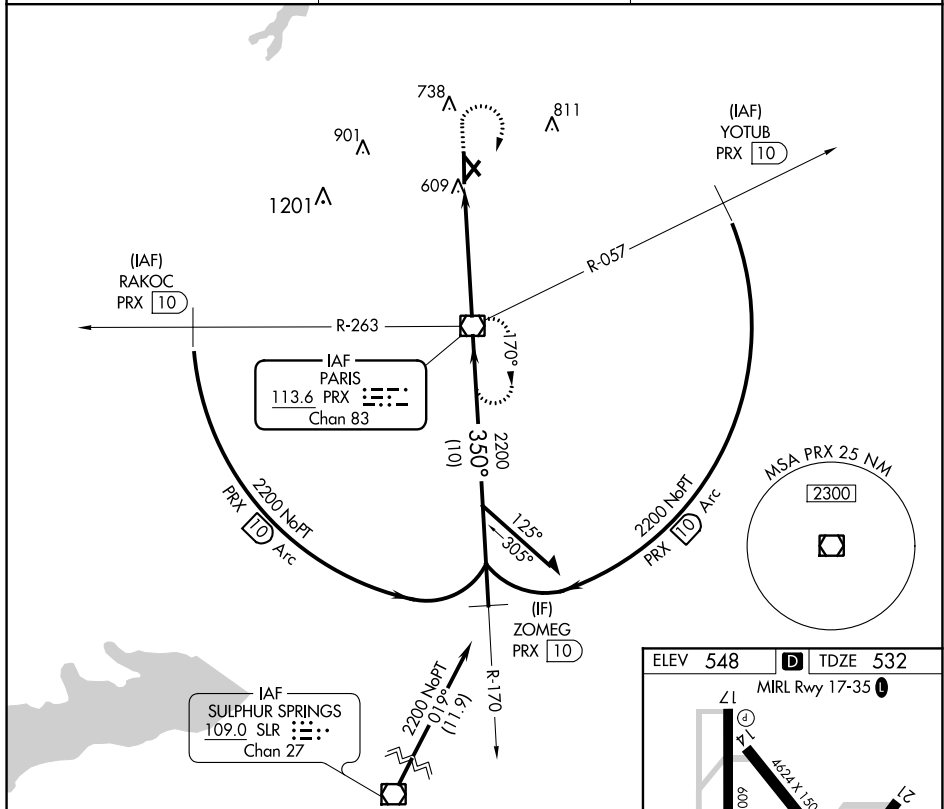 738
811
901
609
1201
(IAF)
YOTUB
PRX 10
(IAF)
RAKOC
PRX 10
R-057
R-263
IAF
PARIS
113.6 PRX
Chan 83
170°
2200
350°
(10)
MSA PRX 25 NM
2300
2200 NoPT
PRX 10 Arc
125°
305°
2200 NoPT
PRX 10 Arc
(IF)
ZOMEG
PRX 10
R-170
2200 NoPT
019°
(11.9)
IAF
SULPHUR SPRINGS
109.0 SLR
Chan 27
ELEV 548 D TDZE 532
MIRL Rwy 17-35 L
17
P
14
4624 X 150
600
21